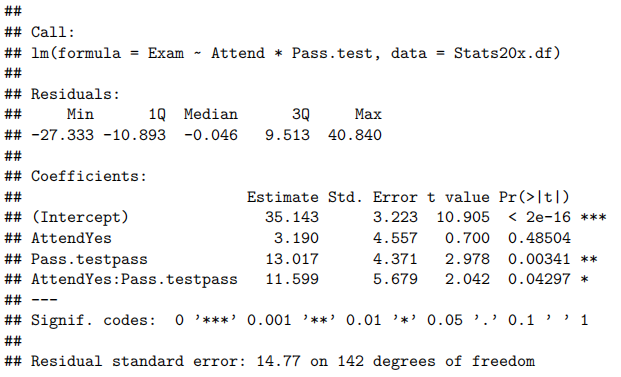 ##
## Call:
## lm(formula = Exam ~ Attend * Pass.test, data = Stats20x.df)
##
## Residuals:
##     Min      1Q  Median      3Q     Max
## -27.333 -10.893  -0.046   9.513  40.840
##
## Coefficients:
##                        Estimate Std. Error t value Pr(>|t|)
## (Intercept)              35.143      3.223  10.905  < 2e-16 ***
## AttendYes                 3.190      4.557   0.700  0.48504
## Pass.testpass            13.017      4.371   2.978  0.00341 **
## AttendYes:Pass.testpass  11.599      5.679   2.042  0.04297 *
## ---
## Signif. codes:  0 ’***’ 0.001 ’**’ 0.01 ’*’ 0.05 ’.’ 0.1 ’ ’ 1
##
## Residual standard error: 14.77 on 142 degrees of freedom